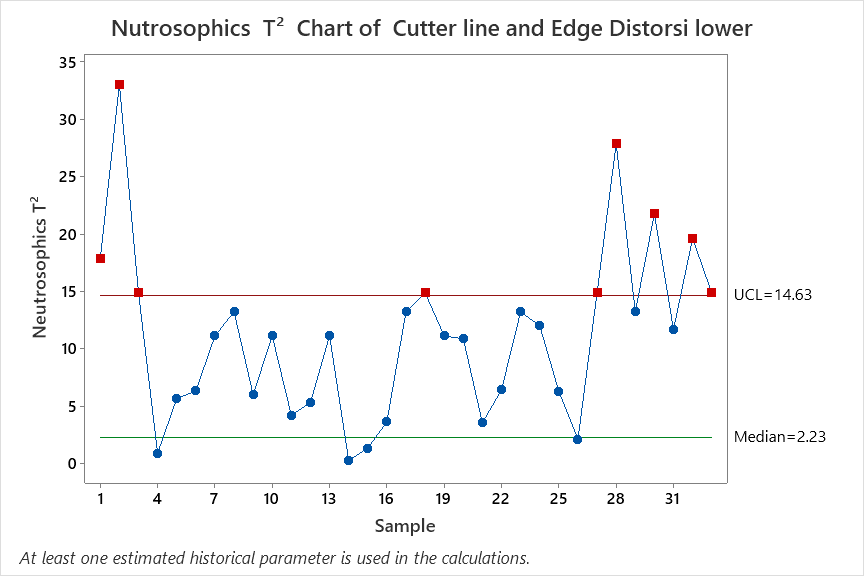 Nutrosophics T² Chart of Cutter line and Edge Distorsi lower
35
30
25
20
15
10
5
0
Neutrosophics T²
UCL=14.63
Median=2.23
1 4 7 10 13 16 19 22 25 28 31
Sample
At least one estimated historical parameter is used in the calculations.